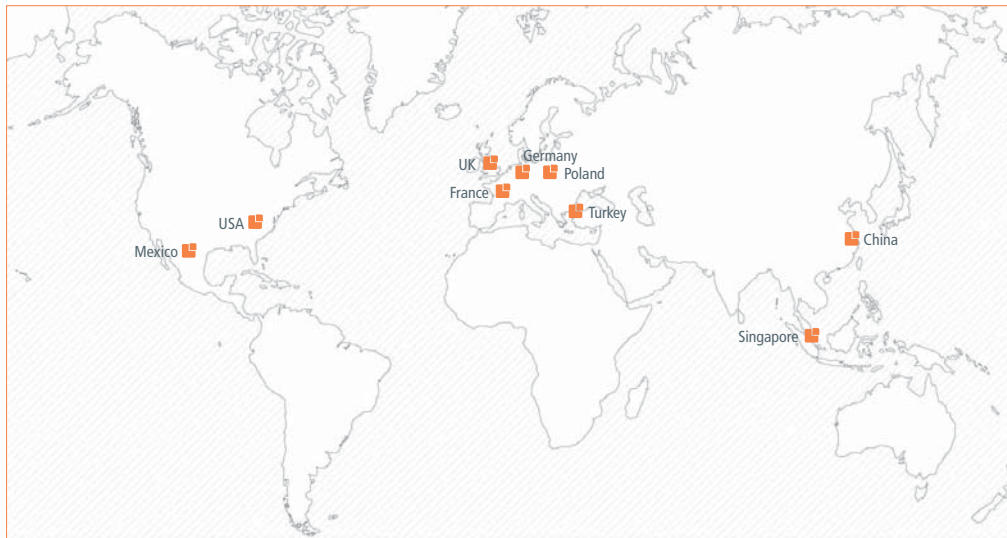 Germany
UK
Poland
France
Turkey
USA
China
Mexico
Singapore